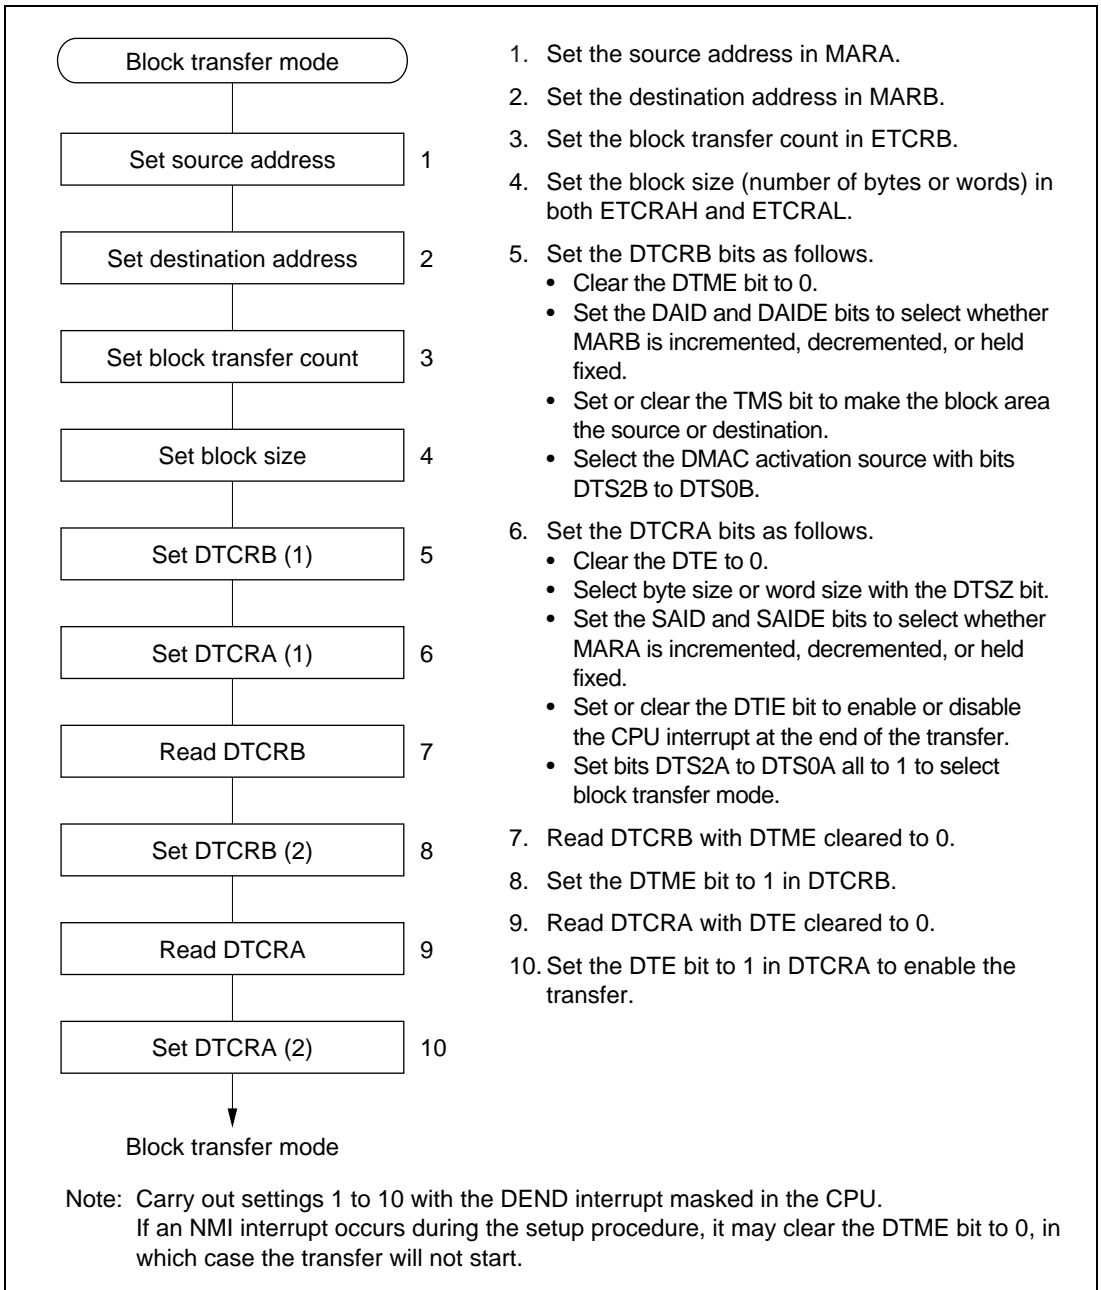 Block transfer mode
Set source address 1
Set destination address 2
Set block transfer count 3
Set block size 4
Set DTCRB (1) 5
Set DTCRA (1) 6
Read DTCRB 7
Set DTCRB (2) 8
Read DTCRA 9
Set DTCRA (2) 10
Block transfer mode
1. Set the source address in MARA.
2. Set the destination address in MARB.
3. Set the block transfer count in ETCRB.
4. Set the block size (number of bytes or words) in
both ETCRAH and ETCRAL.
5. Set the DTCRB bits as follows.
• Clear the DTME bit to 0.
• Set the DAID and DAIDE bits to select whether
MARB is incremented, decremented, or held
fixed.
• Set or clear the TMS bit to make the block area
the source or destination.
• Select the DMAC activation source with bits
DTS2B to DTS0B.
6. Set the DTCRA bits as follows.
• Clear the DTE to 0.
• Select byte size or word size with the DTSZ bit.
• Set the SAID and SAIDE bits to select whether
MARA is incremented, decremented, or held
fixed.
• Set or clear the DTIE bit to enable or disable
the CPU interrupt at the end of the transfer.
• Set bits DTS2A to DTS0A all to 1 to select
block transfer mode.
7. Read DTCRB with DTME cleared to 0.
8. Set the DTME bit to 1 in DTCRB.
9. Read DTCRA with DTE cleared to 0.
10. Set the DTE bit to 1 in DTCRA to enable the
transfer.
Note: Carry out settings 1 to 10 with the DEND interrupt masked in the CPU.
If an NMI interrupt occurs during the setup procedure, it may clear the DTME bit to 0, in
which case the transfer will not start.